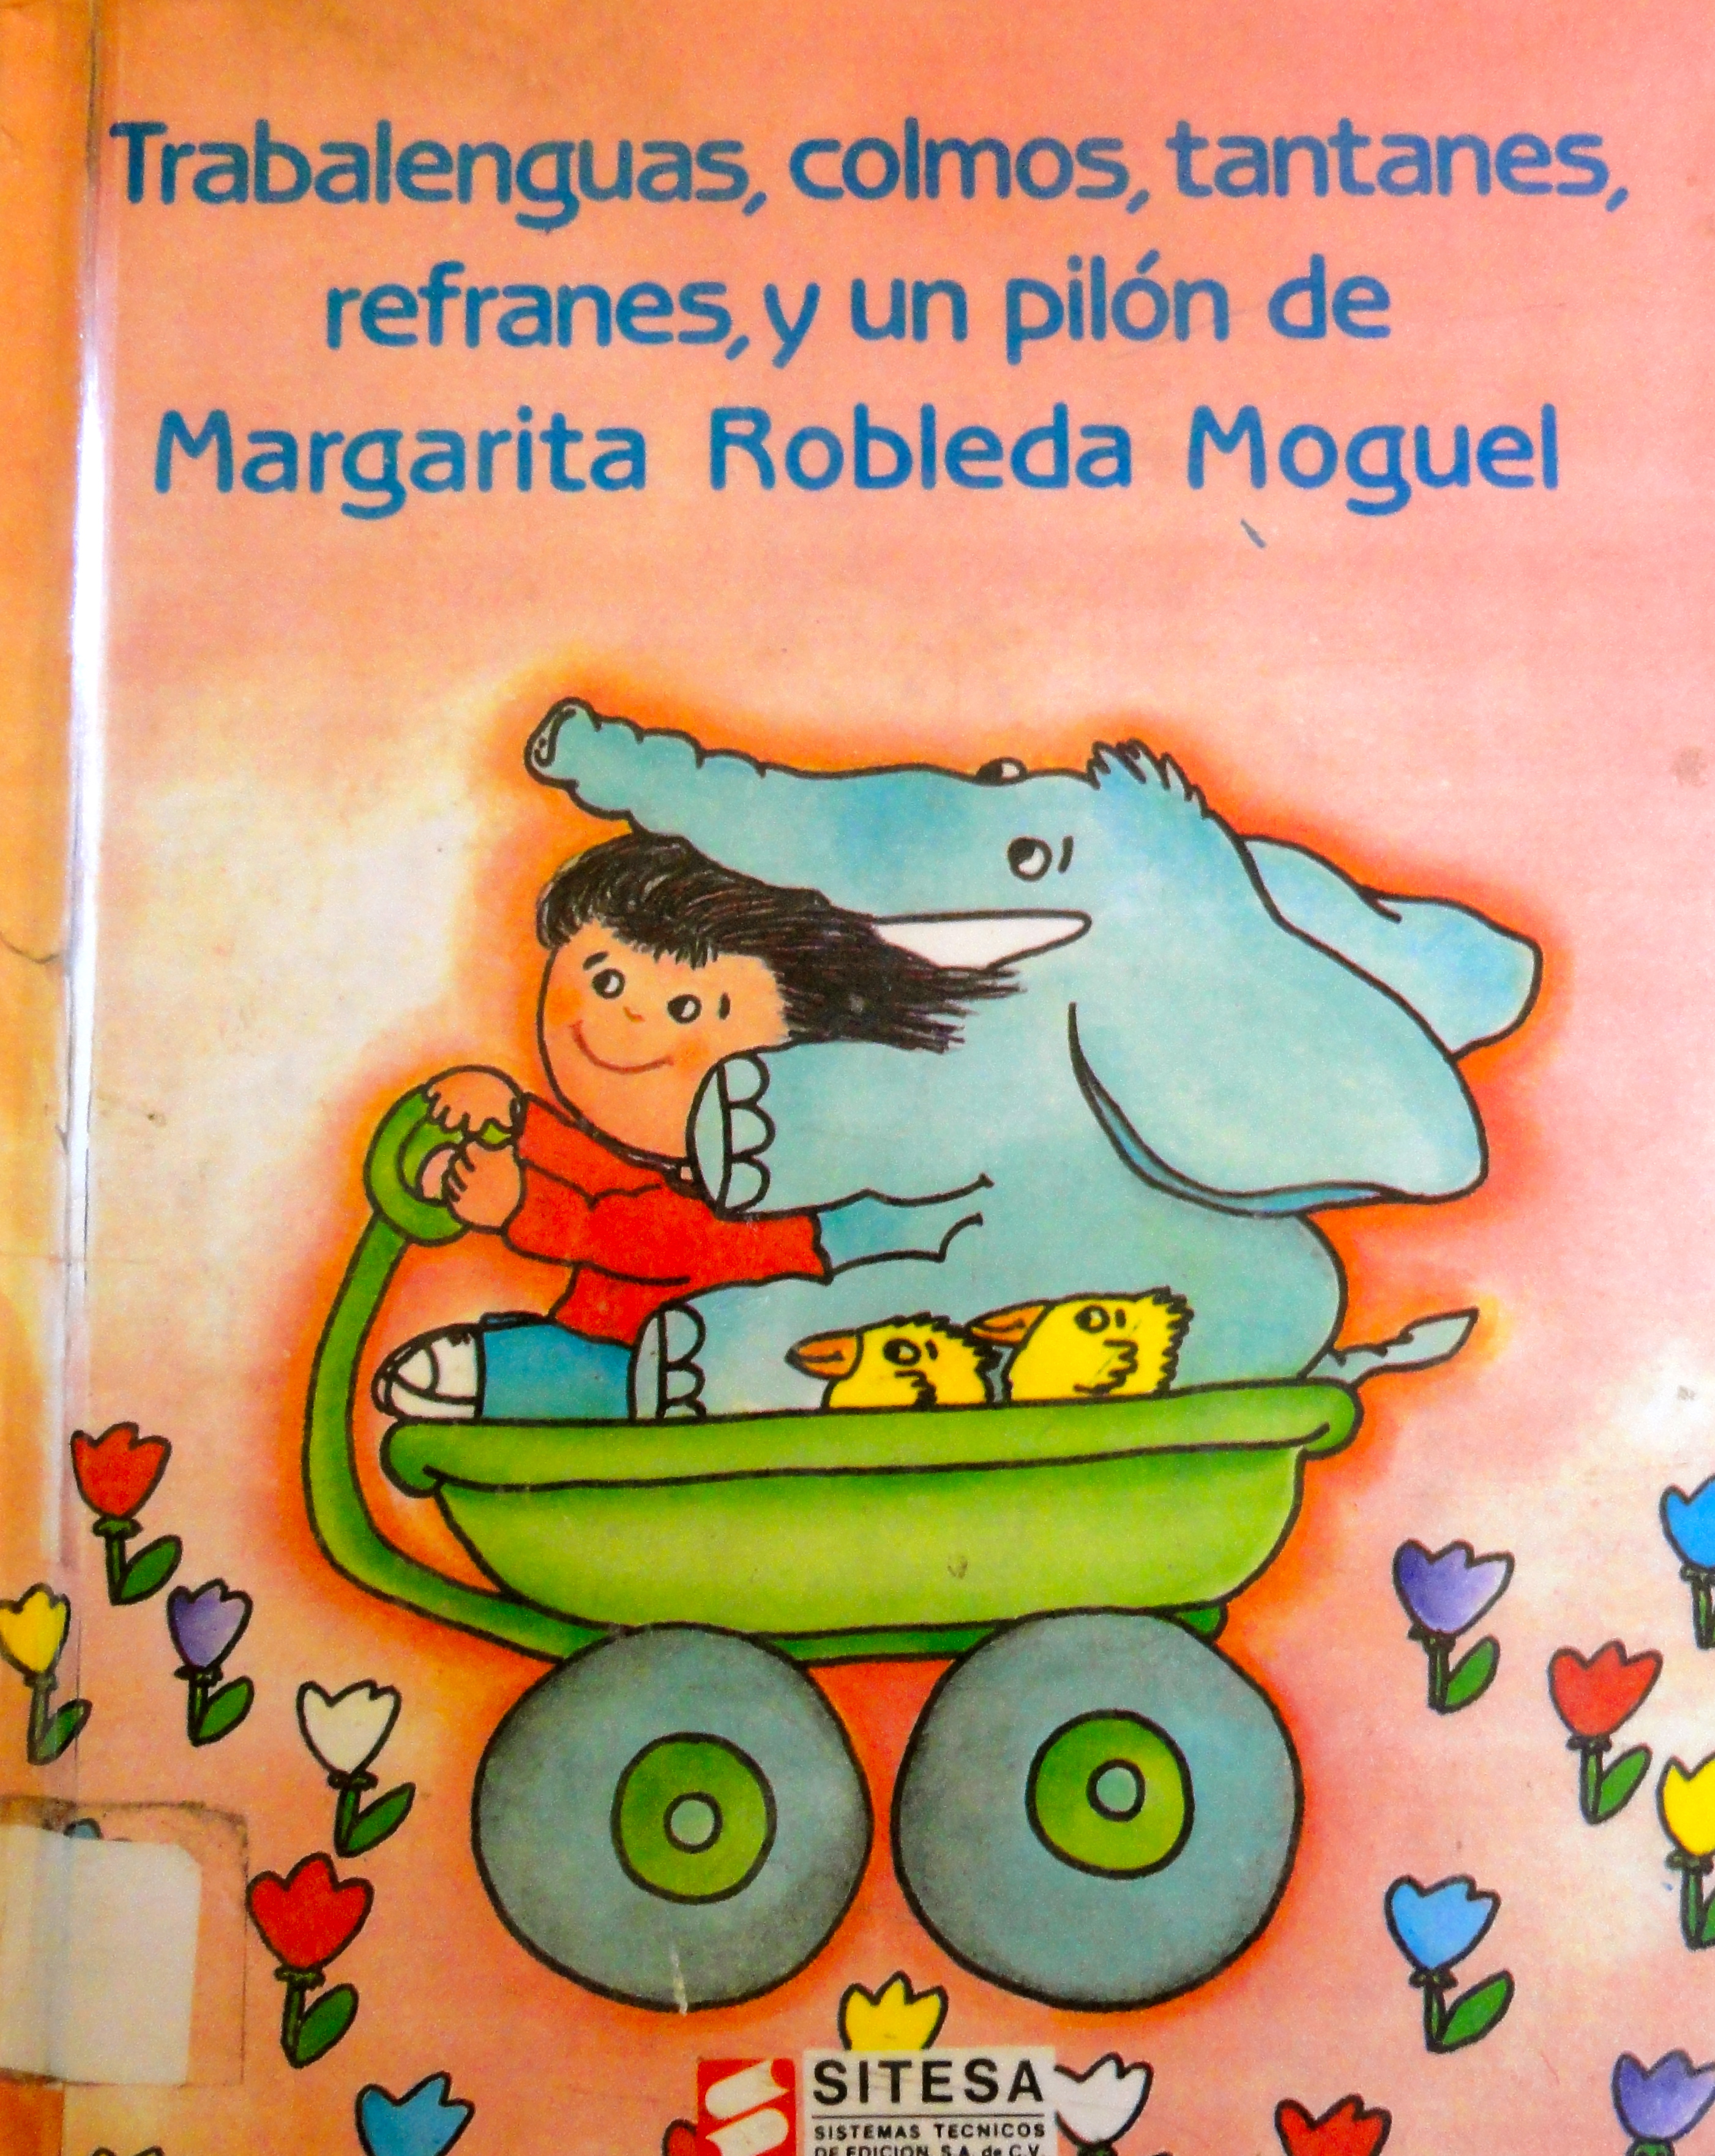 Trabalenguas, colmos, tantanes,
refranes, y un pilón de
Margarita Robleda Moguel
SITESA
SISTEMAS TECNICOS
DE EDICION, S.A. de C.V.